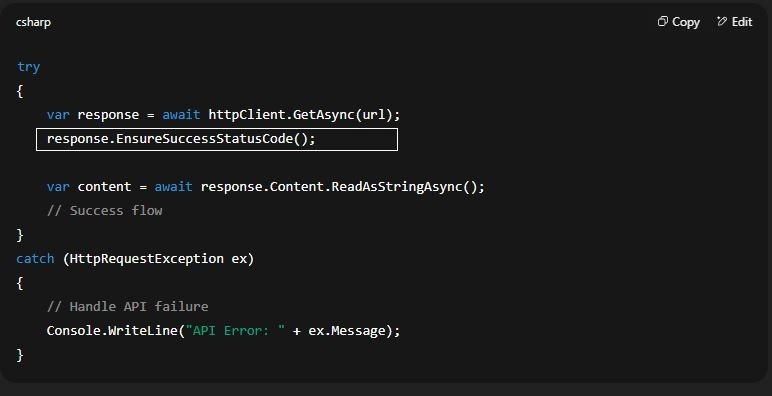 csharp
Copy
Edit
try
{
var response = await httpClient.GetAsync(url);
response.EnsureSuccessStatusCode();
var content = await response.Content.ReadAsStringAsync();
// Success flow
}
catch (HttpRequestException ex)
{
// Handle API failure
Console.WriteLine("API Error: " + ex.Message);
}